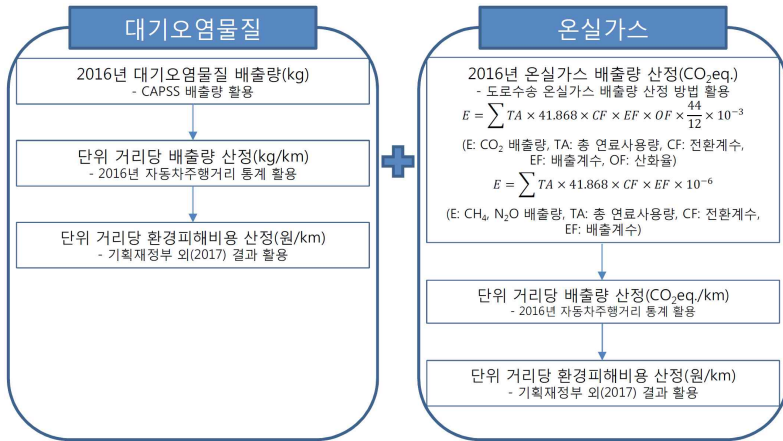 대기오염물질
2016년 대기오염물질 배출량(kg)
- CAPSS 배출량 활용
단위 거리당 배출량 산정(kg/km)
- 2016년 자동차주행거리 통계 활용
단위 거리당 환경피해비용 산정(원/km)
- 기획재정부 외(2017) 결과 활용
온실가스
2016년 온실가스 배출량 산정(CO₂eq.)
- 도로수송 온실가스 배출량 산정 방법 활용
E = ∑ TA × 41.868 × CF × EF × OF × 44/12 × 10⁻³
(E: CO₂ 배출량, TA: 총 연료사용량, CF: 전환계수,
EF: 배출계수, OF: 산화율)
E = ∑ TA × 41.868 × CF × EF × 10⁻⁶
(E: CH₄, N₂O 배출량, TA: 총 연료사용량, CF: 전환계수,
EF: 배출계수)
단위 거리당 배출량 산정(CO₂eq./km)
- 2016년 자동차주행거리 통계 활용
단위 거리당 환경피해비용 산정(원/km)
- 기획재정부 외(2017) 결과 활용